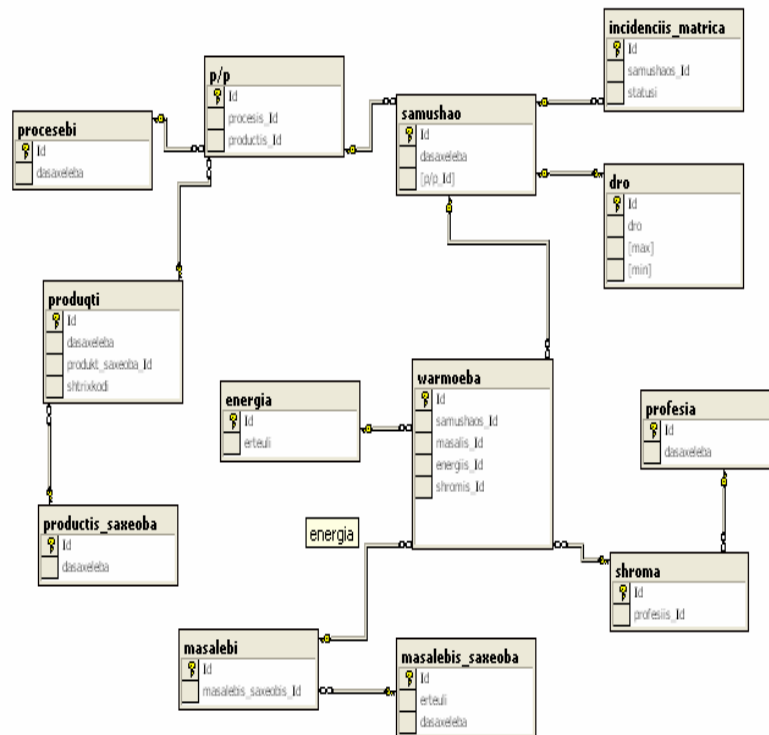 incidenciis_matrica
Id
samushaos_Id
statusi
p/p
Id
procesis_Id
productis_Id
samushao
Id
dasaxeleba
[p/p_Id]
procesebi
Id
dasaxeleba
dro
Id
dro
[max]
[min]
produqti
Id
dasaxeleba
produkt_saxeoba_Id
shtrixkodi
warmoeba
Id
samushaos_Id
masalis_Id
energiis_Id
shromis_Id
energia
Id
erteuli
profesia
Id
dasaxeleba
productis_saxeoba
Id
dasaxeleba
energia
shroma
Id
profesiis_Id
masalebi
Id
masalebis_saxeobis_Id
masalebis_saxeoba
Id
erteuli
dasaxeleba